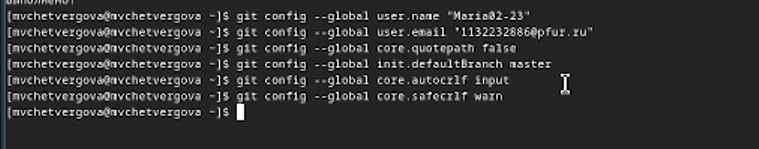 [mvchetvergova@mvchetvergova ~]$ git config --global user.name "Maria02-23"
[mvchetvergova@mvchetvergova ~]$ git config --global user.email "1132232886@pfur.ru"
[mvchetvergova@mvchetvergova ~]$ git config --global core.quotepath false
[mvchetvergova@mvchetvergova ~]$ git config --global init.defaultBranch master
[mvchetvergova@mvchetvergova ~]$ git config --global core.autocrlf input
[mvchetvergova@mvchetvergova ~]$ git config --global core.safecrlf warn
[mvchetvergova@mvchetvergova ~]$